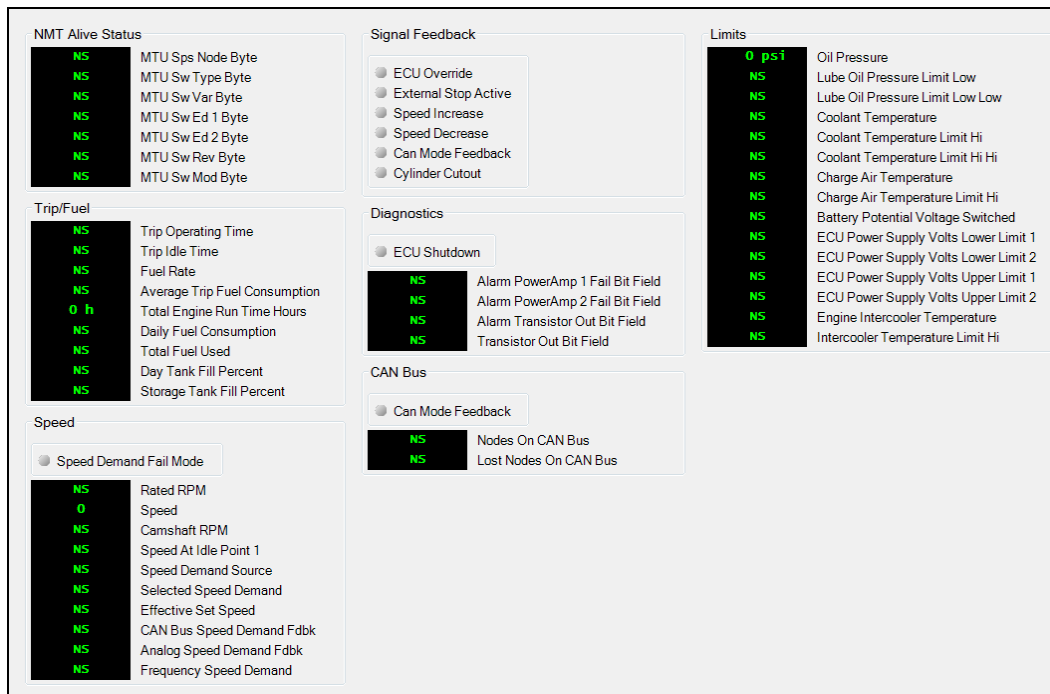 NMT Alive Status
NS MTU Sps Node Byte
NS MTU Sw Type Byte
NS MTU Sw Var Byte
NS MTU Sw Ed 1 Byte
NS MTU Sw Ed 2 Byte
NS MTU Sw Rev Byte
NS MTU Sw Mod Byte
Trip/Fuel
NS Trip Operating Time
NS Trip Idle Time
NS Fuel Rate
NS Average Trip Fuel Consumption
0 h Total Engine Run Time Hours
NS Daily Fuel Consumption
NS Total Fuel Used
NS Day Tank Fill Percent
NS Storage Tank Fill Percent
Speed
Speed Demand Fail Mode
NS Rated RPM
0 Speed
NS Camshaft RPM
NS Speed At Idle Point 1
NS Speed Demand Source
NS Selected Speed Demand
NS Effective Set Speed
NS CAN Bus Speed Demand Fdbk
NS Analog Speed Demand Fdbk
NS Frequency Speed Demand
Signal Feedback
ECU Override
External Stop Active
Speed Increase
Speed Decrease
Can Mode Feedback
Cylinder Cutout
Diagnostics
ECU Shutdown
NS Alarm PowerAmp 1 Fail Bit Field
NS Alarm PowerAmp 2 Fail Bit Field
NS Alarm Transistor Out Bit Field
NS Transistor Out Bit Field
CAN Bus
Can Mode Feedback
NS Nodes On CAN Bus
NS Lost Nodes On CAN Bus
Limits
0 psi Oil Pressure
NS Lube Oil Pressure Limit Low
NS Lube Oil Pressure Limit Low Low
NS Coolant Temperature
NS Coolant Temperature Limit Hi
NS Coolant Temperature Limit Hi Hi
NS Charge Air Temperature
NS Charge Air Temperature Limit Hi
NS Battery Potential Voltage Switched
NS ECU Power Supply Volts Lower Limit 1
NS ECU Power Supply Volts Lower Limit 2
NS ECU Power Supply Volts Upper Limit 1
NS ECU Power Supply Volts Upper Limit 2
NS Engine Intercooler Temperature
NS Intercooler Temperature Limit Hi